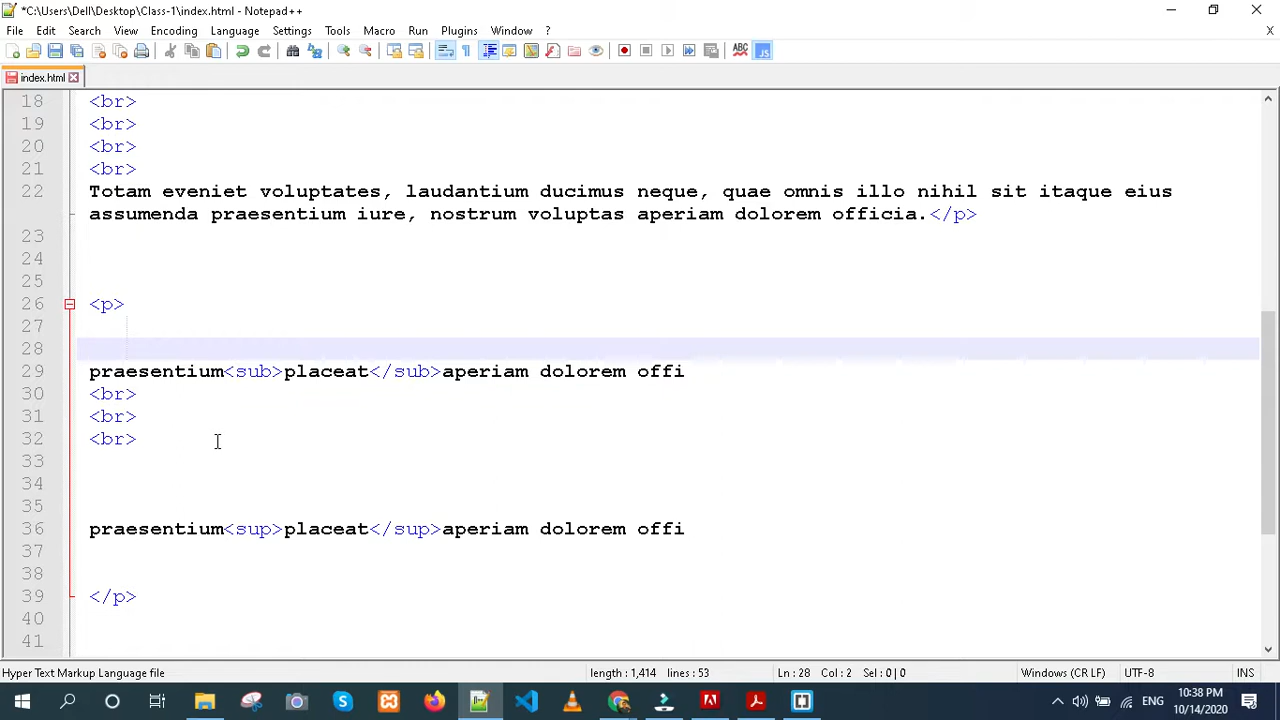 *C:\Users\Dell\Desktop\Class-1\index.html - Notepad++
File Edit Search View Encoding Language Settings Tools Macro Run Plugins Window ? X
index.html
18 <br>
19 <br>
20 <br>
21 <br>
22 Totam eveniet voluptates, laudantium ducimus neque, quae omnis illo nihil sit itaque eius
assumenda praesentium iure, nostrum voluptas aperiam dolorem officia.</p>
23
24
25
26 <p>
27
28
29 praesentium<sub>placeat</sub>aperiam dolorem offi
30 <br>
31 <br>
32 <br>
33
34
35
36 praesentium<sup>placeat</sup>aperiam dolorem offi
37
38
39 </p>
40
41
Hyper Text Markup Language file length : 1,414 lines : 53 Ln : 28 Col : 2 Sel : 0 | 0 Windows (CR LF) UTF-8 INS
ENG 10:38 PM
10/14/2020